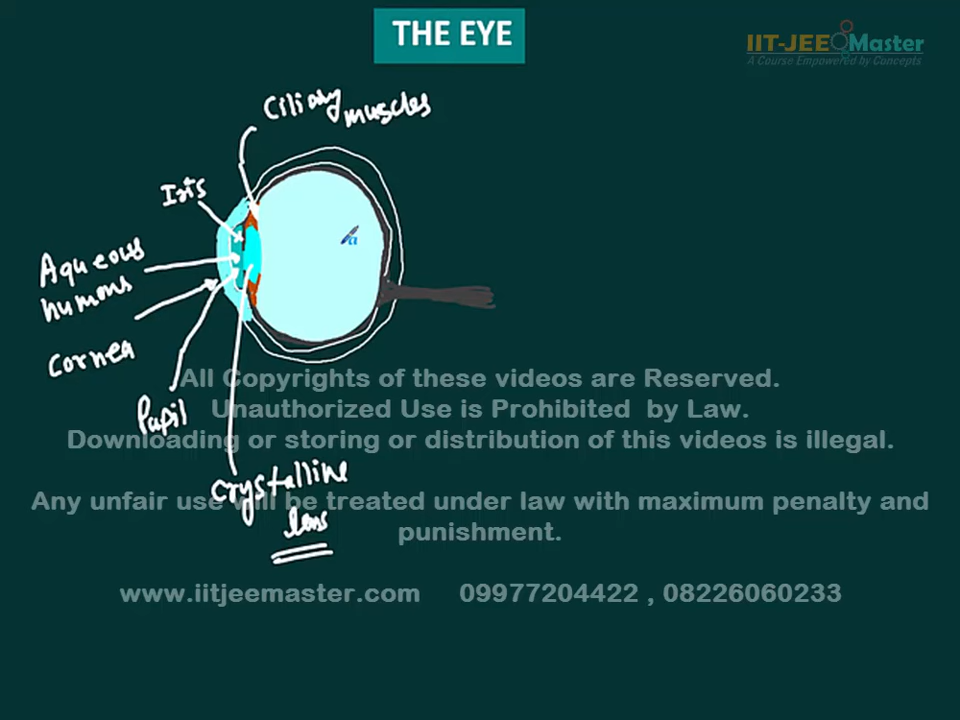 THE EYE
IIT-JEE Master
A Course Empowered by Concepts
Ciliary muscles
Iris
Aqueous
humous
Cornea
Pupil
Crystalline
lens
All Copyrights of these videos are Reserved.
Unauthorized Use is Prohibited by Law.
Downloading or storing or distribution of this videos is illegal.
Any unfair use will be treated under law with maximum penalty and
punishment.
www.iitjeemaster.com 09977204422 , 08226060233